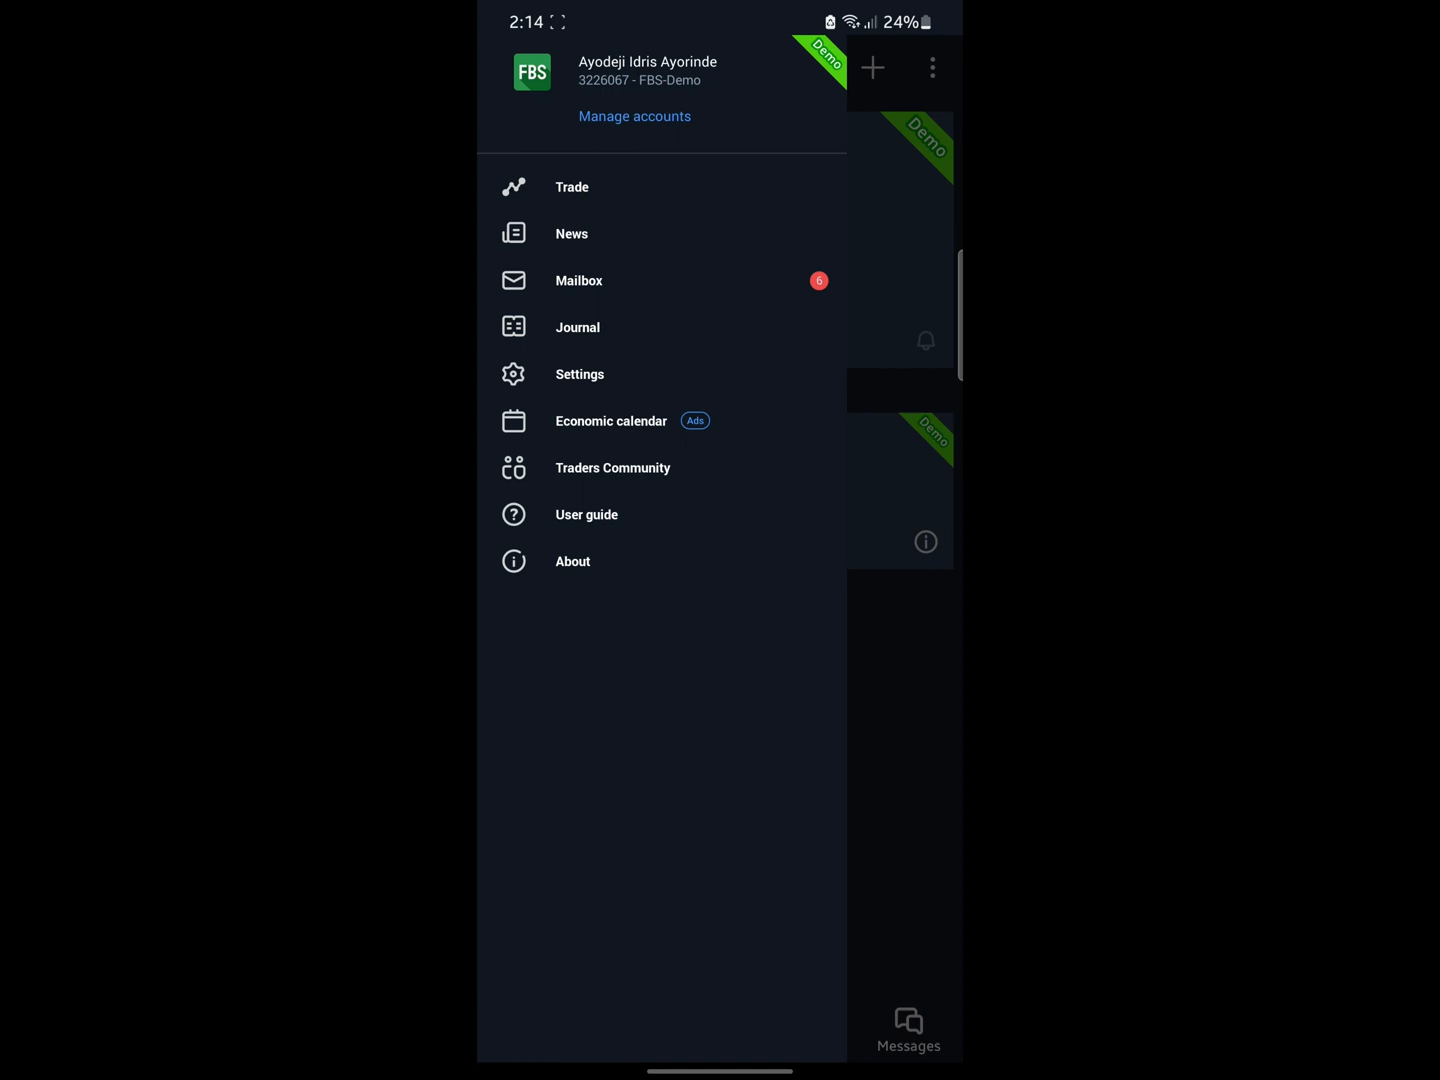 2:14
24%
Demo
FBS
Ayodeji Idris Ayorinde
3226067 - FBS-Demo
Manage accounts
Demo
Trade
News
Mailbox
6
Journal
Settings
Economic calendar
Ads
Demo
Traders Community
User guide
About
Messages